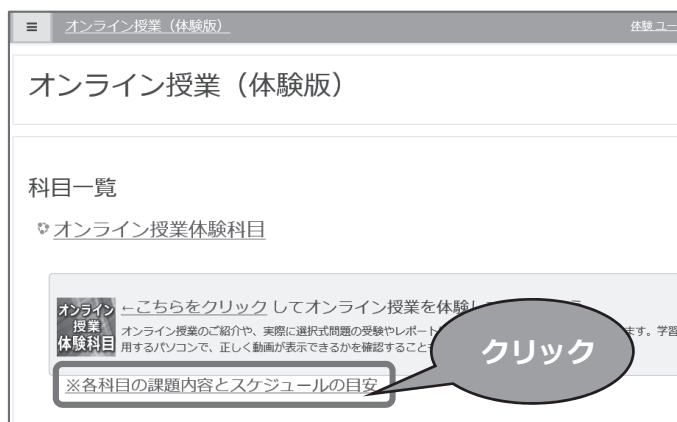 ≡ オンライン授業（体験版） 体験 ユー
オンライン授業（体験版）
科目一覧
オンライン授業体験科目
オンライン授業体験科目
←こちらをクリック してオンライン授業を体験し
オンライン授業のご紹介や、実際に選択式問題の受験やレポート ます。学習
用するパソコンで、正しく動画が表示できるかを確認すること
クリック
※各科目の課題内容とスケジュールの目安